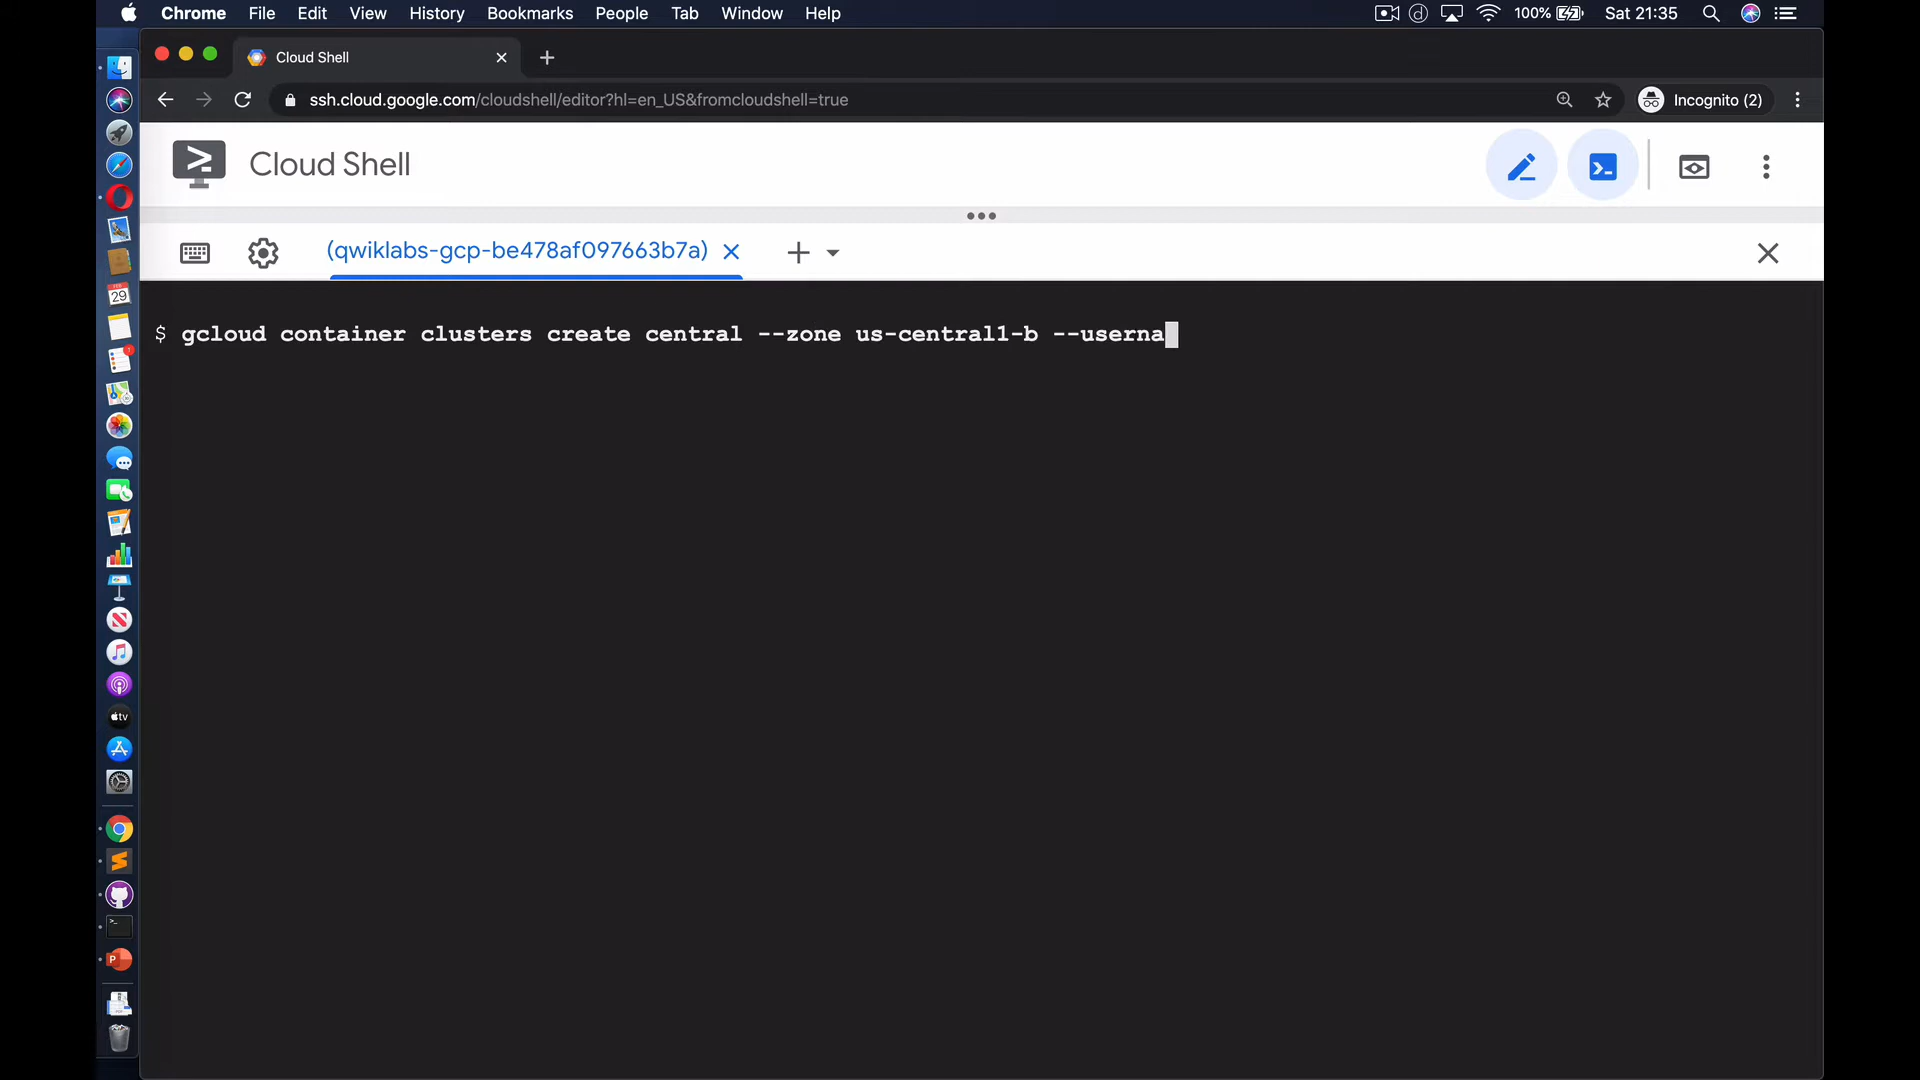 Chrome File Edit View History Bookmarks People Tab Window Help 100% Sat 21:35
Cloud Shell
ssh.cloud.google.com/cloudshell/editor?hl=en_US&fromcloudshell=true Incognito (2)
Cloud Shell
(qwiklabs-gcp-be478af097663b7a)
$ gcloud container clusters create central --zone us-central1-b --userna
29
tv